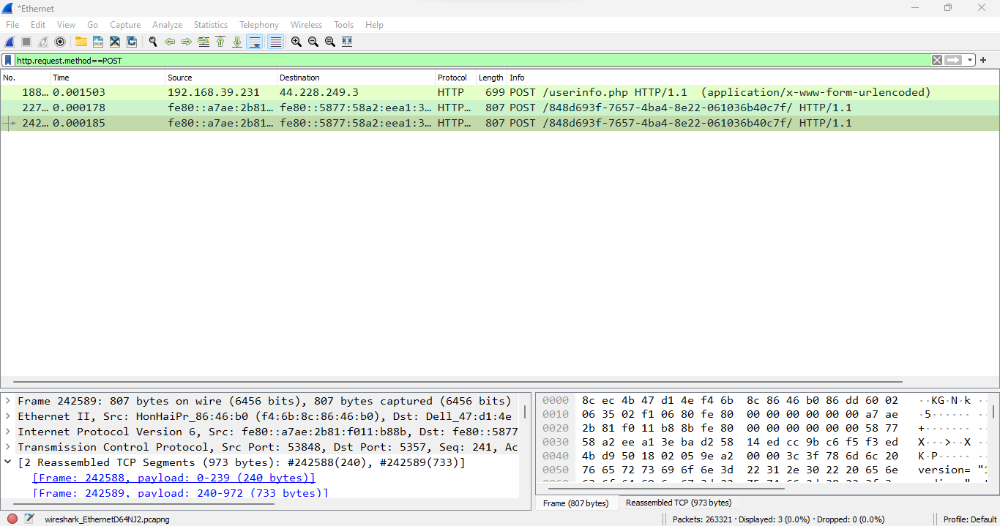 *Ethernet
File Edit View Go Capture Analyze Statistics Telephony Wireless Tools Help
http.request.method==POST
No. Time Source Destination Protocol Length Info
188… 0.001503 192.168.39.231 44.228.249.3 HTTP 699 POST /userinfo.php HTTP/1.1 (application/x-www-form-urlencoded)
227… 0.000178 fe80::a7ae:2b81… fe80::5877:58a2:eea1:3… HTTP… 807 POST /848d693f-7657-4ba4-8e22-061036b40c7f/ HTTP/1.1
242… 0.000185 fe80::a7ae:2b81… fe80::5877:58a2:eea1:3… HTTP… 807 POST /848d693f-7657-4ba4-8e22-061036b40c7f/ HTTP/1.1
Frame 242589: 807 bytes on wire (6456 bits), 807 bytes captured (6456 bits)
Ethernet II, Src: HonHaiPr_86:46:b0 (f4:6b:8c:86:46:b0), Dst: Dell_47:d1:4e
Internet Protocol Version 6, Src: fe80::a7ae:2b81:f011:b88b, Dst: fe80::5877
Transmission Control Protocol, Src Port: 53848, Dst Port: 5357, Seq: 241, Ac
[2 Reassembled TCP Segments (973 bytes): #242588(240), #242589(733)]
[Frame: 242588, payload: 0-239 (240 bytes)]
[Frame: 242589, payload: 240-972 (733 bytes)]
0000 8c ec 4b 47 d1 4e f4 6b 8c 86 46 b0 86 dd 60 02 ··KG·N·k
0010 06 35 02 f1 06 80 fe 80 00 00 00 00 00 00 a7 ae ·5······
0020 2b 81 f0 11 b8 8b fe 80 00 00 00 00 00 00 58 77 +·······
0030 58 a2 ee a1 3e ba d2 58 14 ed cc 9b c6 f5 f3 ed X···>··X
0040 4b d9 50 18 02 05 9e a2 00 00 3c 3f 78 6d 6c 20 K·P·····
0050 76 65 72 73 69 6f 6e 3d 22 31 2e 30 22 20 65 6e version= "1
Frame (807 bytes) Reassembled TCP (973 bytes)
wireshark_EthernetD64NJ2.pcapng Packets: 263321 · Displayed: 3 (0.0%) · Dropped: 0 (0.0%) Profile: Default